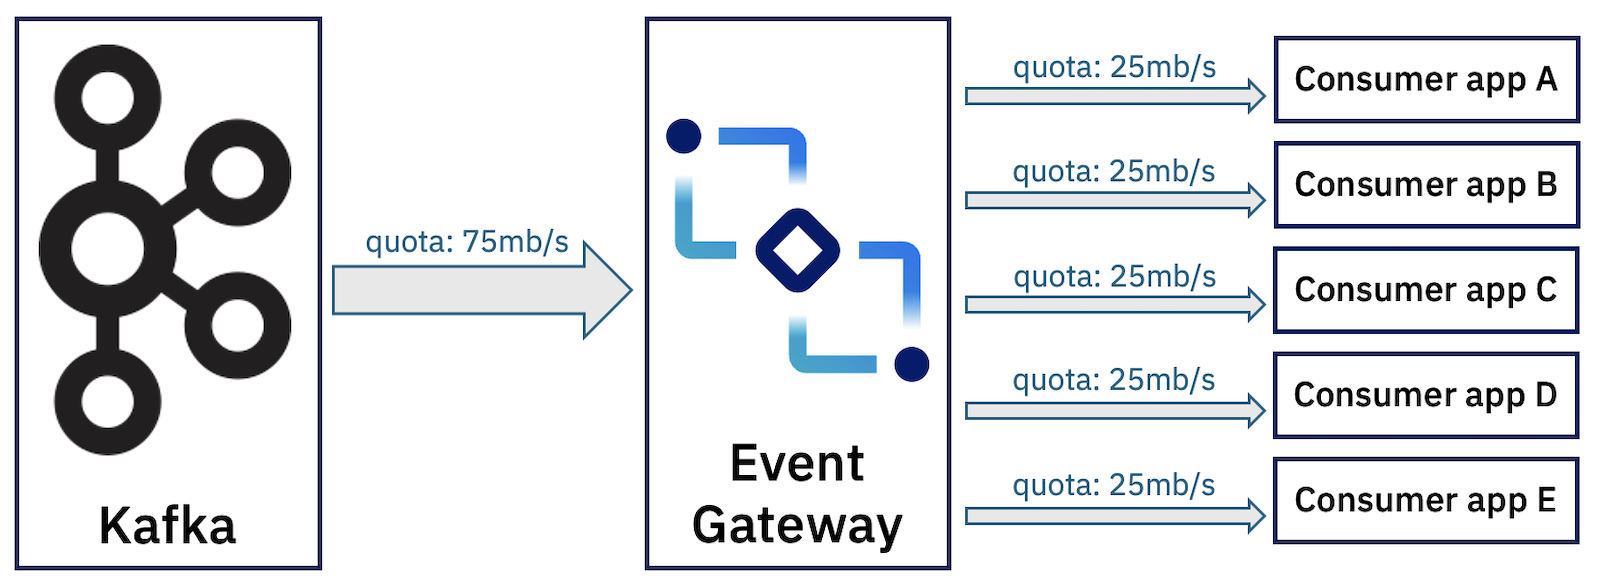 Kafka
quota: 75mb/s
Event
Gateway
quota: 25mb/s
Consumer app A
quota: 25mb/s
Consumer app B
quota: 25mb/s
Consumer app C
quota: 25mb/s
Consumer app D
quota: 25mb/s
Consumer app E